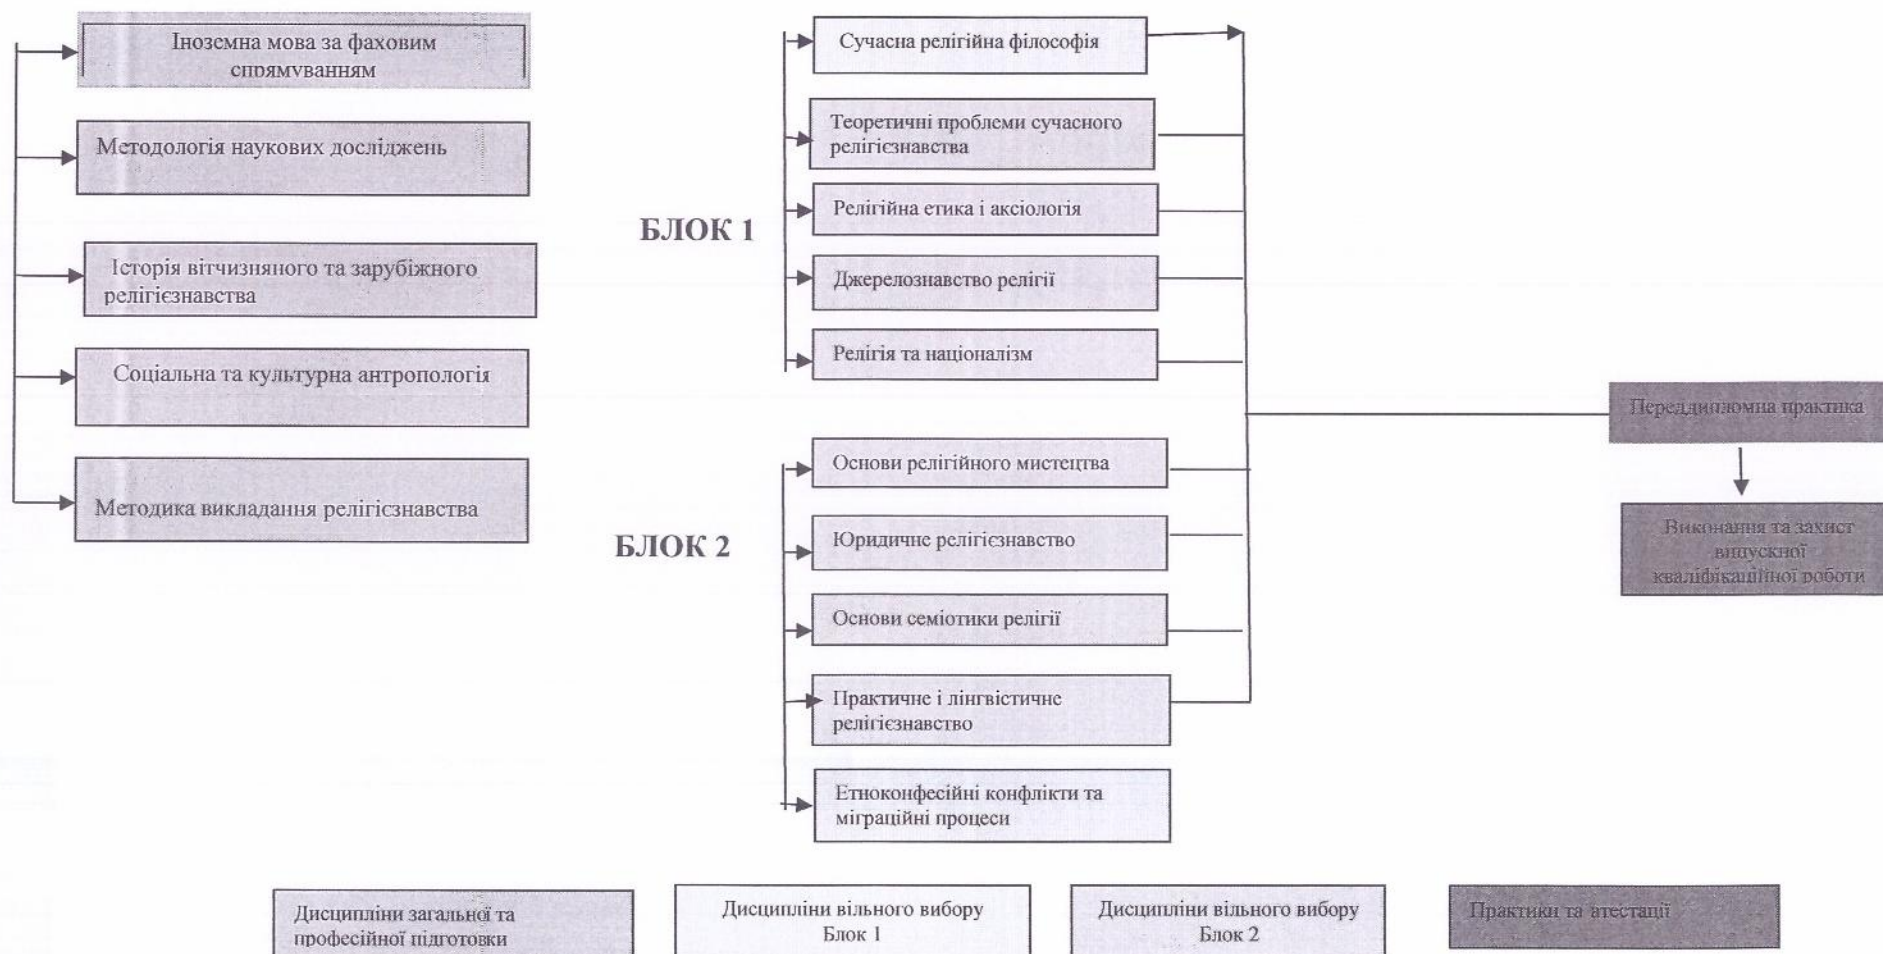 Іноземна мова за фаховим
спрямуванням
Методологія наукових досліджень
Історія вітчизняного та зарубіжного
релігієзнавства
Соціальна та культурна антропологія
Методика викладання релігієзнавства
БЛОК 1
Сучасна релігійна філософія
Теоретичні проблеми сучасного
релігієзнавства
Релігійна етика і аксіологія
Джерелознавство релігії
Релігія та націоналізм
БЛОК 2
Основи релігійного мистецтва
Юридичне релігієзнавство
Основи семіотики релігії
Практичне і лінгвістичне
релігієзнавство
Етноконфесійні конфлікти та
міграційні процеси
Переддипломна практика
Виконання та захист
випускної
кваліфікаційної роботи
Дисципліни загальної та
професійної підготовки
Дисципліни вільного вибору
Блок 1
Дисципліни вільного вибору
Блок 2
Практики та атестації